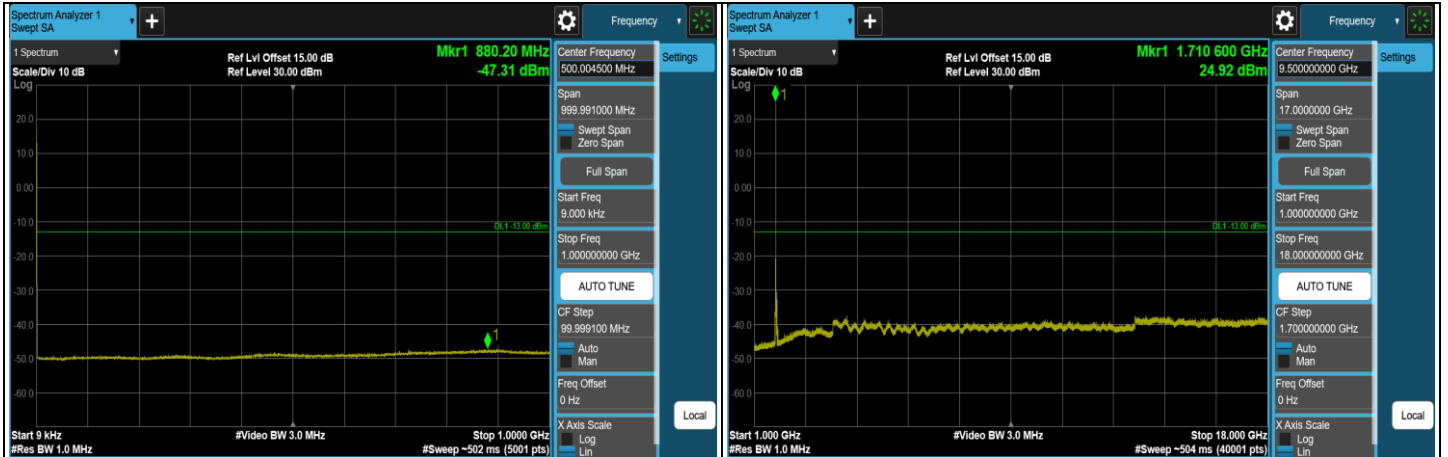 Spectrum Analyzer 1
Swept SA
+
Frequency
1 Spectrum
Scale/Div 10 dB
Log
Ref Lvl Offset 15.00 dB
Ref Level 30.00 dBm
Mkr1 880.20 MHz
-47.31 dBm
1
20.0
10.0
0.00
-10.0
-20.0
-30.0
-40.0
-50.0
-60.0
DL1 -13.00 dBm
Start 9 kHz
#Res BW 1.0 MHz
#Video BW 3.0 MHz
Stop 1.0000 GHz
#Sweep ~502 ms (5001 pts)
Center Frequency
500.004500 MHz
Span
999.991000 MHz
Swept Span
Zero Span
Full Span
Start Freq
9.000 kHz
Stop Freq
1.000000000 GHz
AUTO TUNE
CF Step
99.999100 MHz
Auto
Man
Freq Offset
0 Hz
X Axis Scale
Log
Lin
Settings
Local
Spectrum Analyzer 1
Swept SA
+
Frequency
1 Spectrum
Scale/Div 10 dB
Log
Ref Lvl Offset 15.00 dB
Ref Level 30.00 dBm
Mkr1 1.710 600 GHz
24.92 dBm
1
20.0
10.0
0.00
-10.0
-20.0
-30.0
-40.0
-50.0
-60.0
DL1 -13.00 dBm
Start 1.000 GHz
#Res BW 1.0 MHz
#Video BW 3.0 MHz
Stop 18.000 GHz
#Sweep ~504 ms (40001 pts)
Center Frequency
9.500000000 GHz
Span
17.0000000 GHz
Swept Span
Zero Span
Full Span
Start Freq
1.000000000 GHz
Stop Freq
18.000000000 GHz
AUTO TUNE
CF Step
1.700000000 GHz
Auto
Man
Freq Offset
0 Hz
X Axis Scale
Log
Lin
Settings
Local